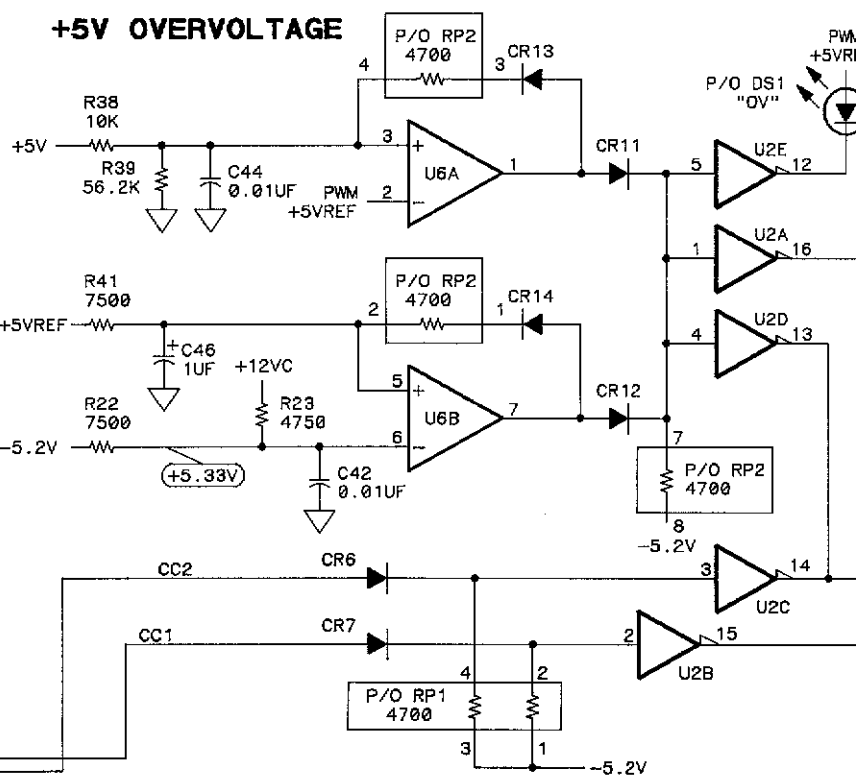 +5V OVERVOLTAGE
P/O RP2
4700
4
3
CR13
PWM
+5VRE
P/O DS1
"OV"
R38
10K
+5V
R39
56.2K
C44
0.01UF
PWM
+5VREF
3
+
2
−
U6A
1
CR11
5
U2E
12
1
U2A
16
4
U2D
13
R41
7500
+5VREF
P/O RP2
4700
2
1
CR14
+
C46
1UF
+12VC
R23
4750
R22
7500
-5.2V
+5.33V
C42
0.01UF
5
+
6
−
U6B
7
CR12
7
P/O RP2
4700
8
-5.2V
CC2
CR6
3
14
U2C
CC1
CR7
2
15
U2B
4
2
P/O RP1
4700
3
1
-5.2V